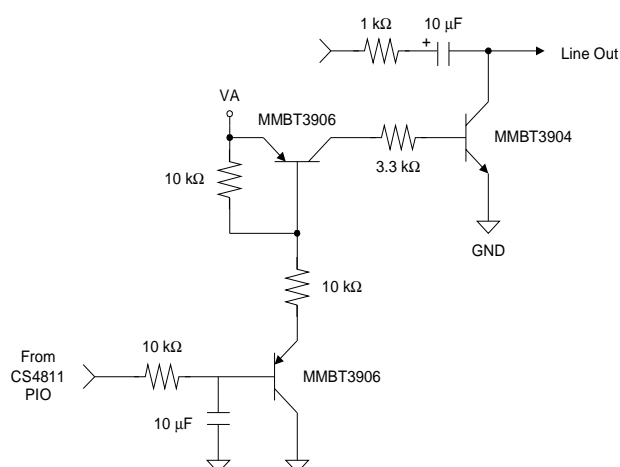 1 kΩ
10 µF
+
Line Out
VA
MMBT3906
MMBT3904
10 kΩ
3.3 kΩ
GND
10 kΩ
From
CS4811
PIO
10 kΩ
MMBT3906
10 µF